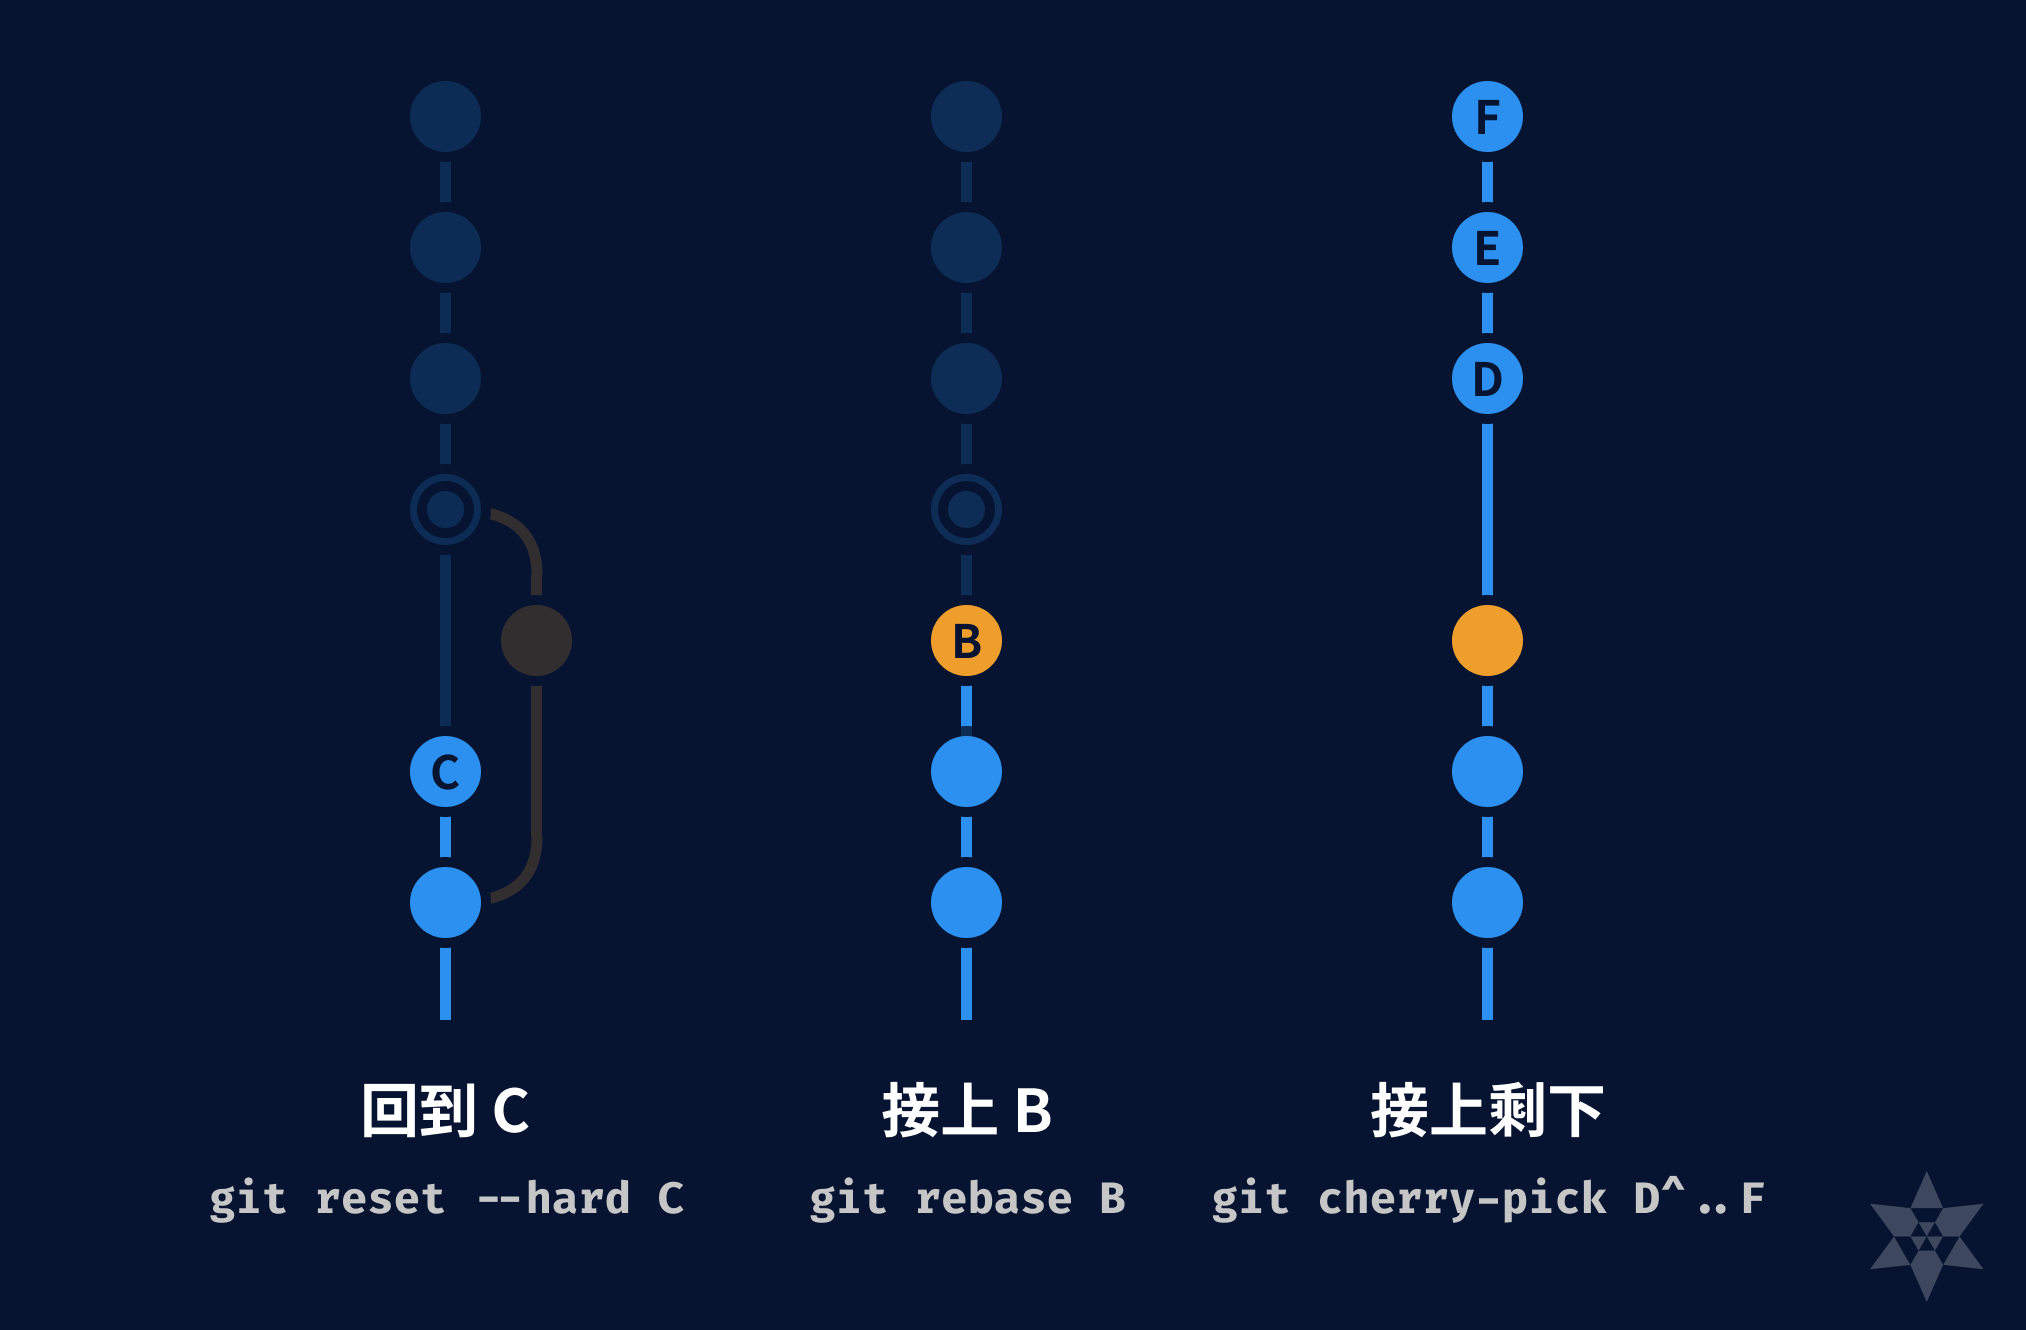 F
E
D
B
C
回到 C
接上 B
接上剩下
git reset --hard C
git rebase B
git cherry-pick D^..F